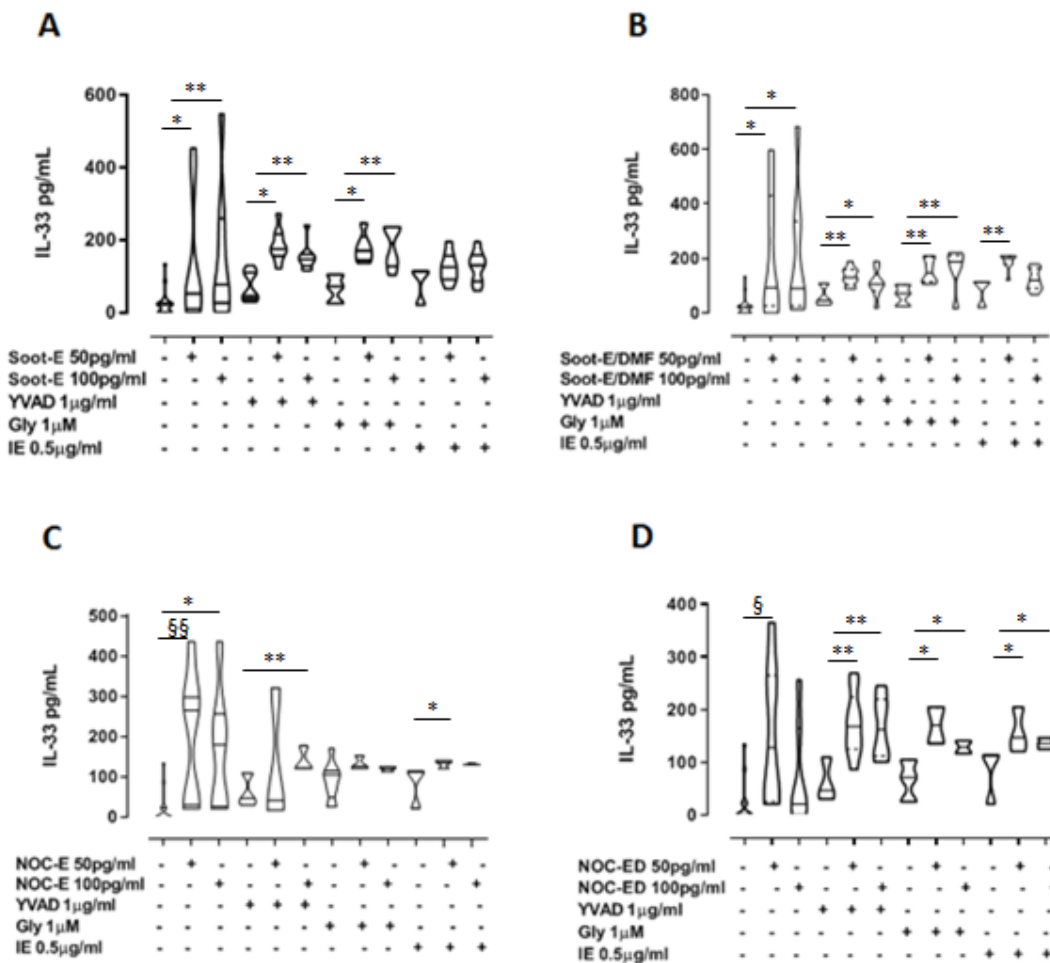 A
IL-33 pg/mL
600
400
200
0
* ** * ** * **
Soot-E 50pg/ml - + - - + - - + - - + -
Soot-E 100pg/ml - - + - - + - - + - - +
YVAD 1μg/ml - - - + + + - - - - - -
Gly 1μM - - - - - - + + + - - -
IE 0.5μg/ml - - - - - - - - - + + +
B
IL-33 pg/mL
800
600
400
200
0
* * ** * ** ** **
Soot-E/DMF 50pg/ml - + - - + - - + - - + -
Soot-E/DMF 100pg/ml - - + - - + - - + - - +
YVAD 1μg/ml - - - + + + - - - - - -
Gly 1μM - - - - - - + + + - - -
IE 0.5μg/ml - - - - - - - - - + + +
C
IL-33 pg/mL
500
400
300
200
100
0
§§ * ** *
NOC-E 50pg/ml - + - - + - - + - - + -
NOC-E 100pg/ml - - + - - + - - + - - +
YVAD 1μg/ml - - - + + + - - - - - -
Gly 1μM - - - - - - + + + - - -
IE 0.5μg/ml - - - - - - - - - + + +
D
IL-33 pg/mL
400
300
200
100
0
§ ** ** * * * *
NOC-ED 50pg/ml - + - - + - - + - - + -
NOC-ED 100pg/ml - - + - - + - - + - - +
YVAD 1μg/ml - - - + + + - - - - - -
Gly 1μM - - - - - - + + + - - -
IE 0.5μg/ml - - - - - - - - - + + +